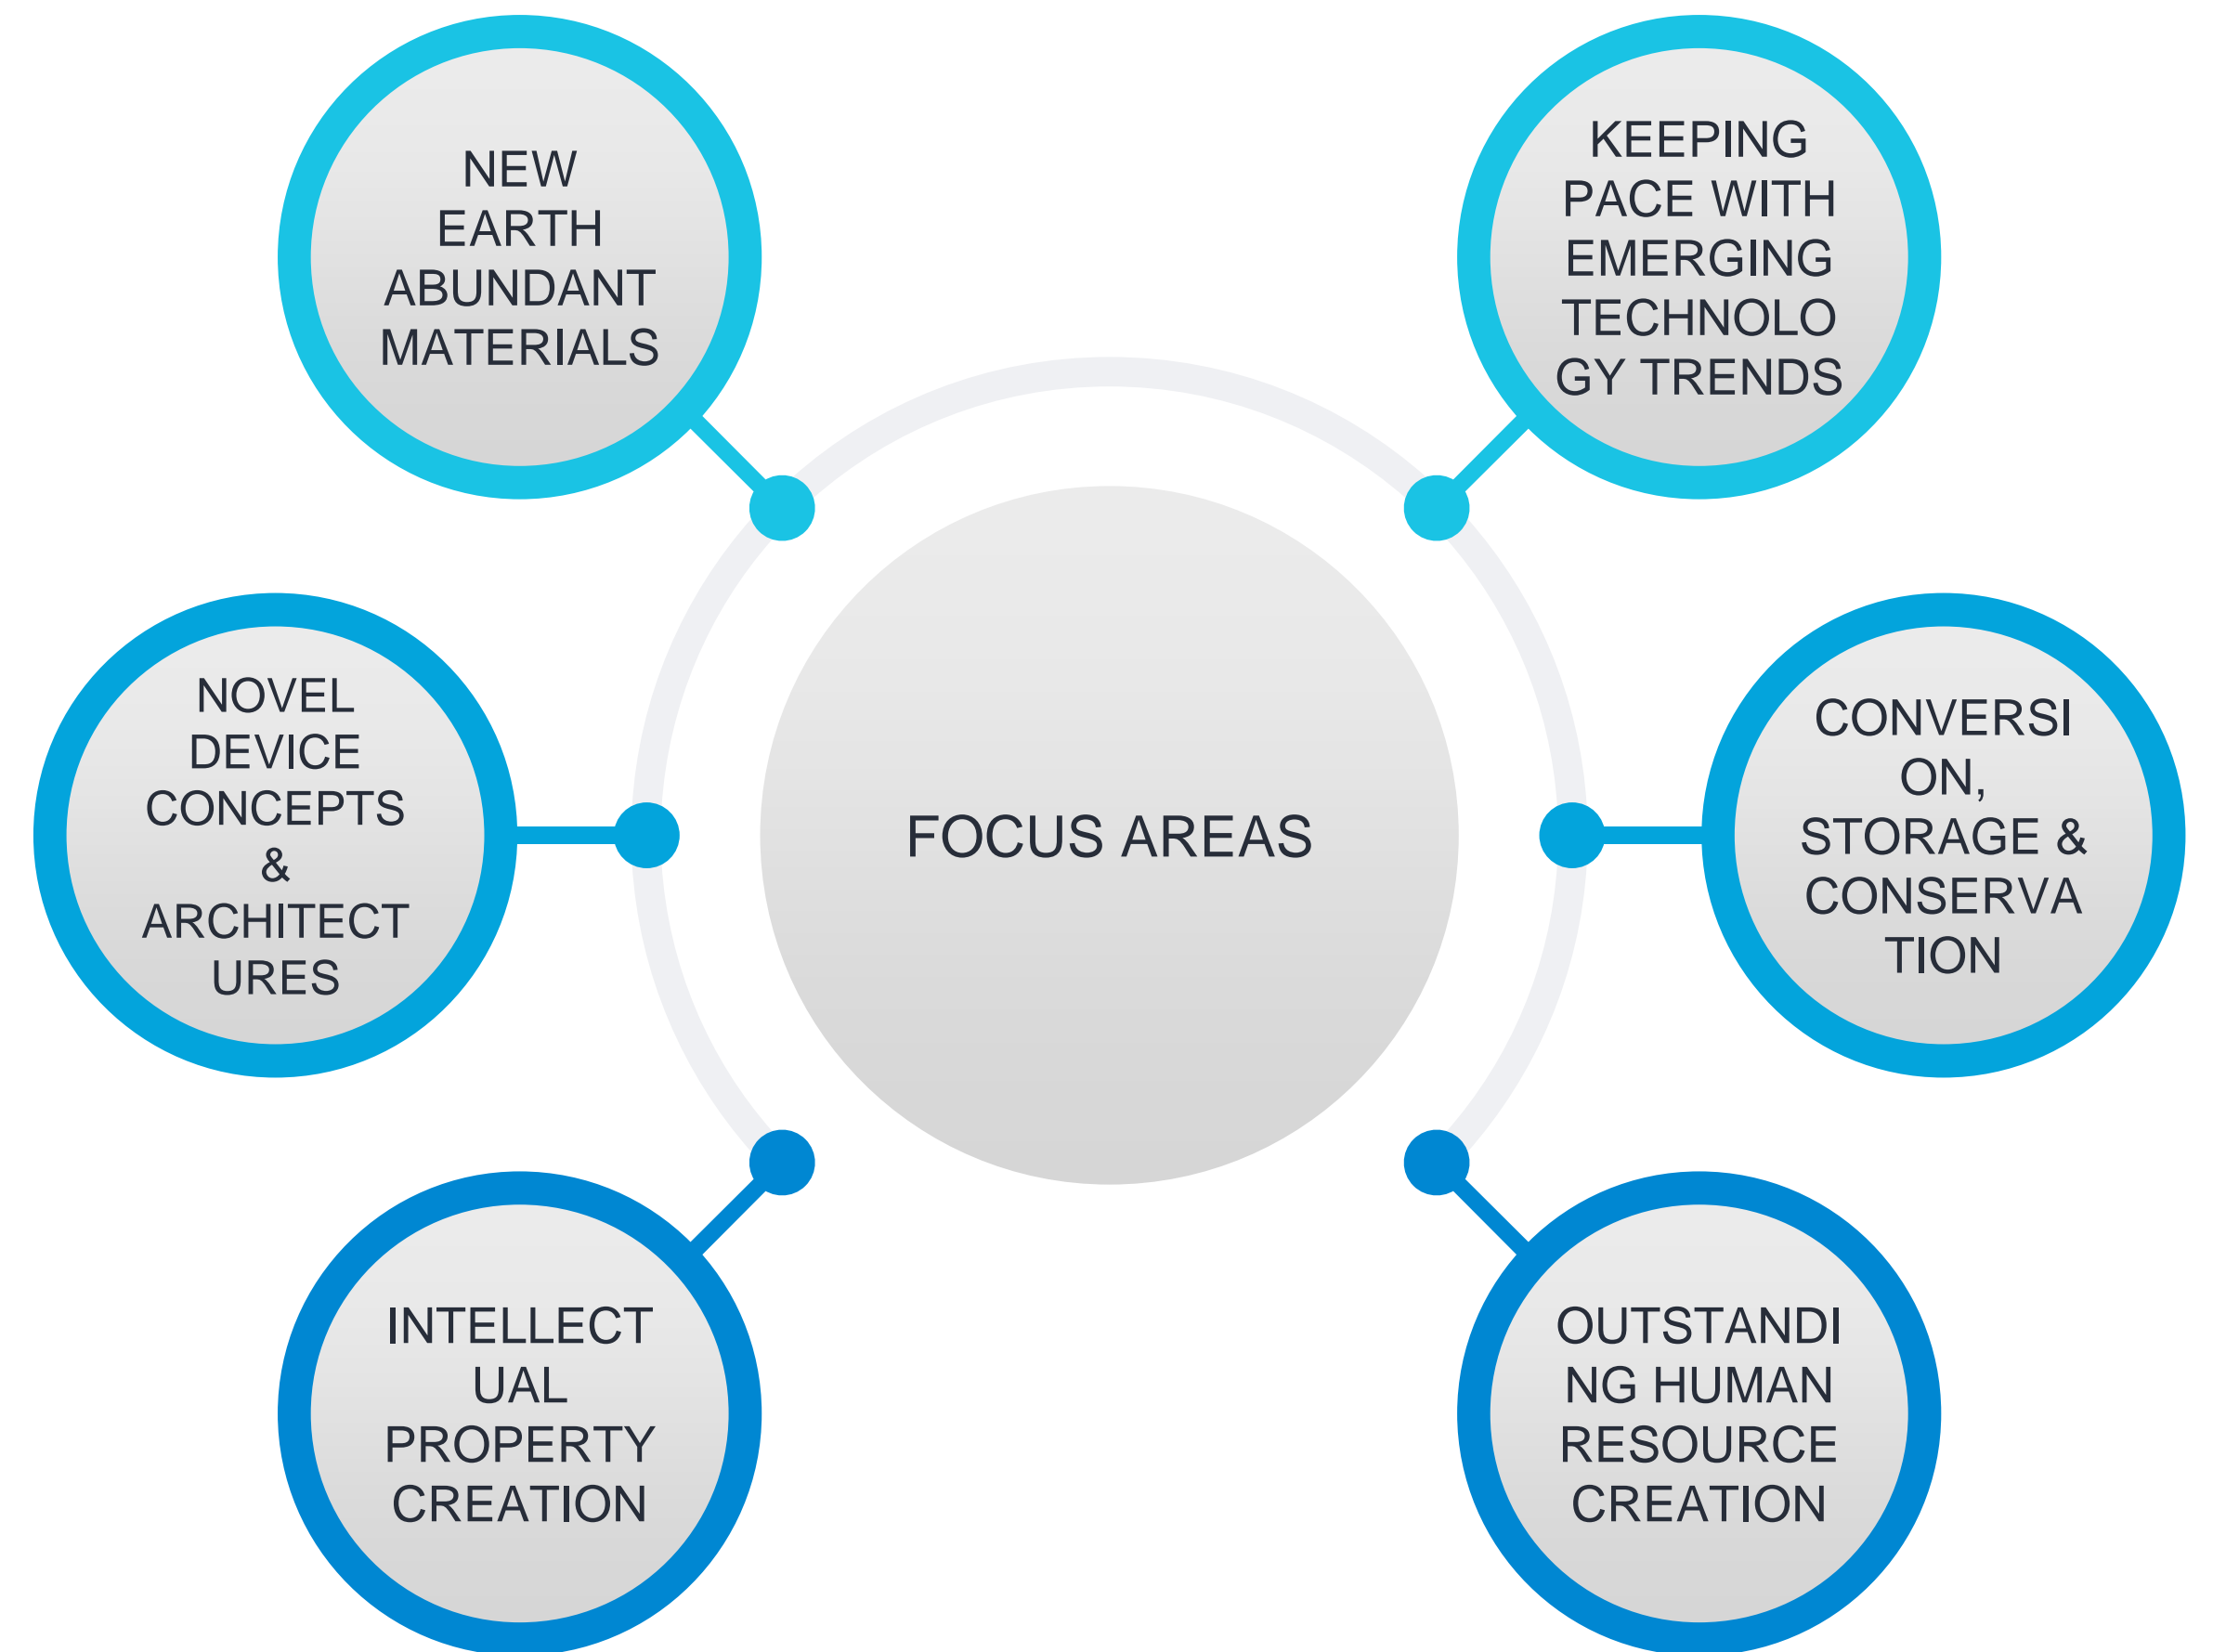 NEW
EARTH
ABUNDANT
MATERIALS
KEEPING
PACE WITH
EMERGING
TECHNOLO
GY TRENDS
NOVEL
DEVICE
CONCEPTS
&
ARCHITECT
URES
FOCUS AREAS
CONVERSI
ON,
STORAGE &
CONSERVA
TION
INTELLECT
UAL
PROPERTY
CREATION
OUTSTANDI
NG HUMAN
RESOURCE
CREATION